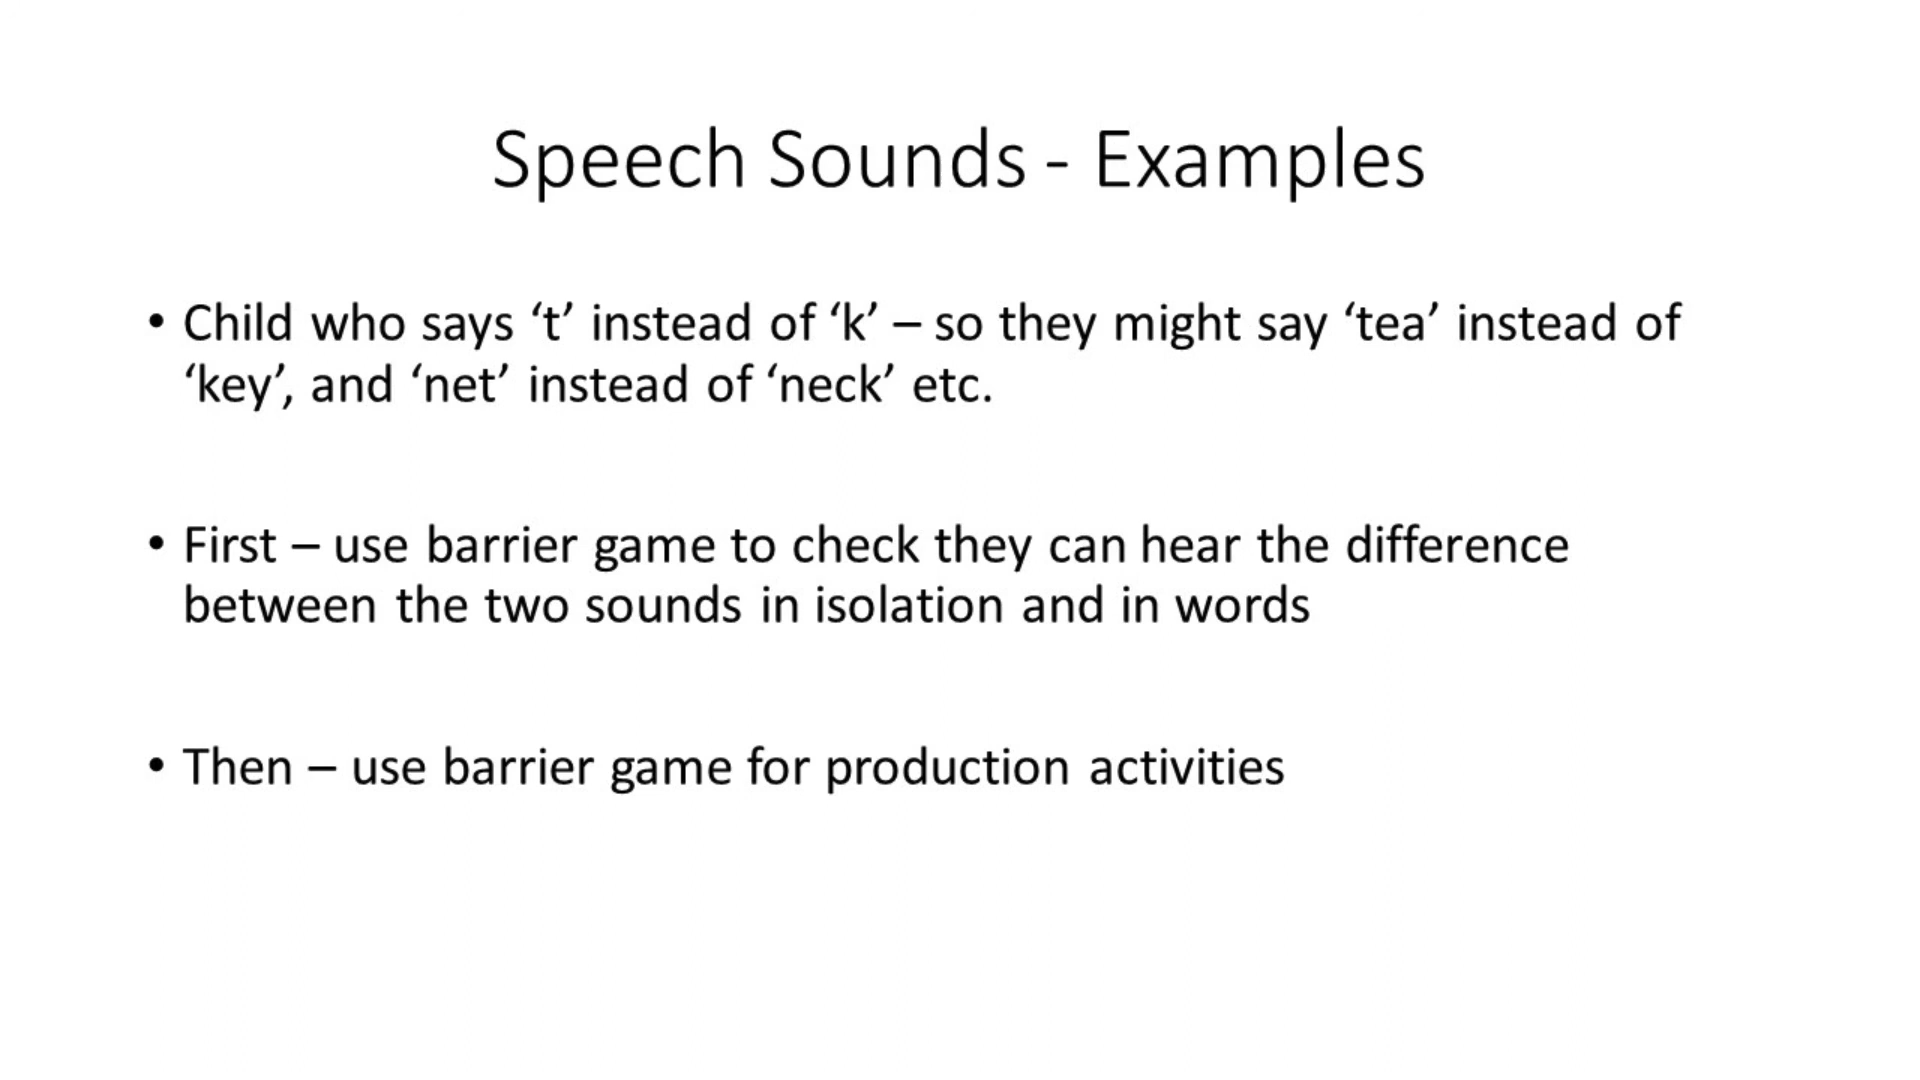 Speech Sounds - Examples
• Child who says ‘t’ instead of ‘k’ – so they might say ‘tea’ instead of
‘key’, and ‘net’ instead of ‘neck’ etc.
• First – use barrier game to check they can hear the difference
between the two sounds in isolation and in words
• Then – use barrier game for production activities